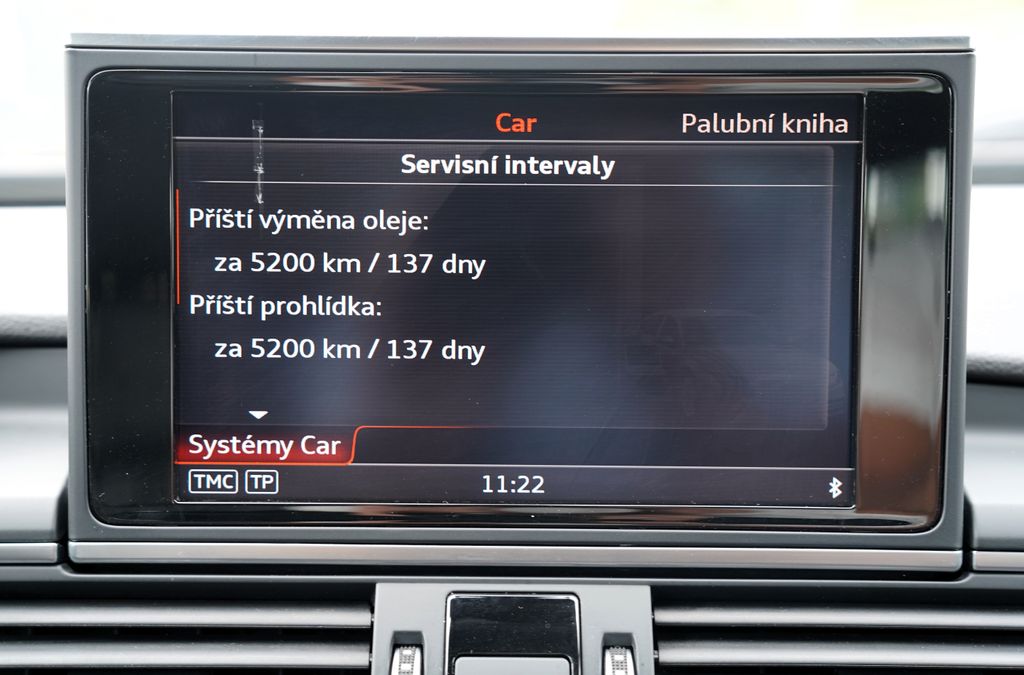 Car Palubní kniha
Servisní intervaly
Příští výměna oleje:
za 5200 km / 137 dny
Příští prohlídka:
za 5200 km / 137 dny
Systémy Car
TMC TP 11:22